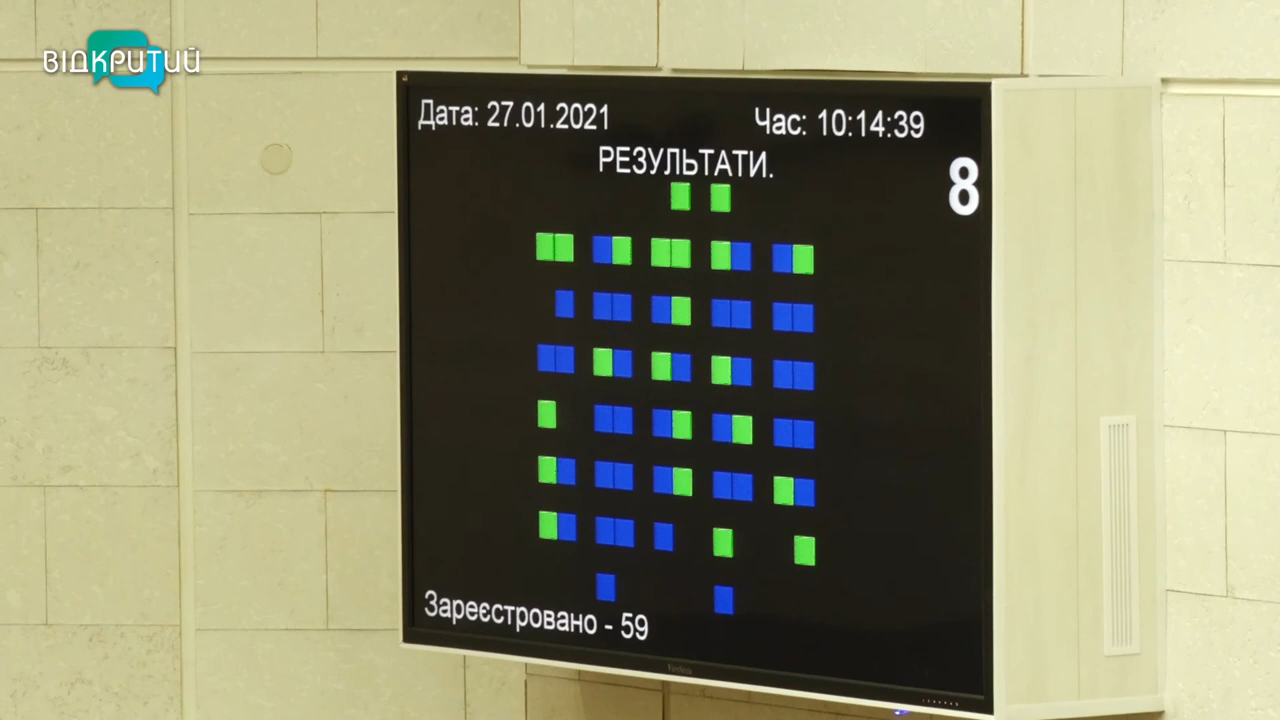 ВІДКРИТИЙ
Дата: 27.01.2021 Час: 10:14:39
РЕЗУЛЬТАТИ.
8
Зареєстровано - 59